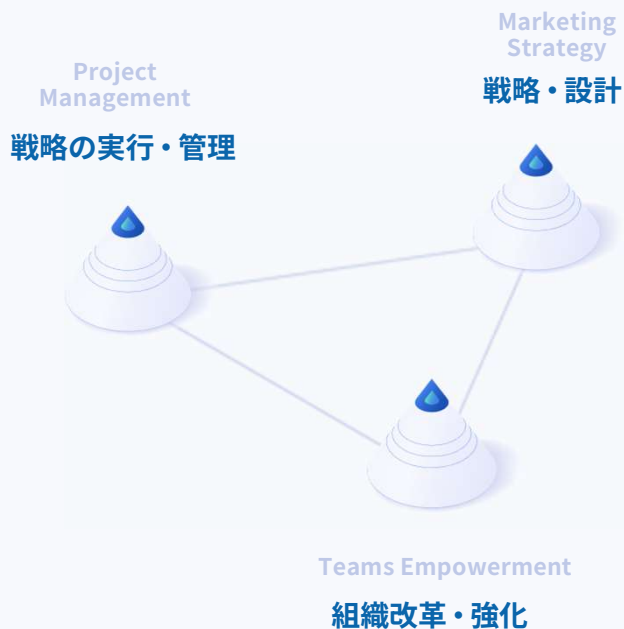 Marketing
Strategy
戦略・設計
Project
Management
戦略の実行・管理
Teams Empowerment
組織改革・強化